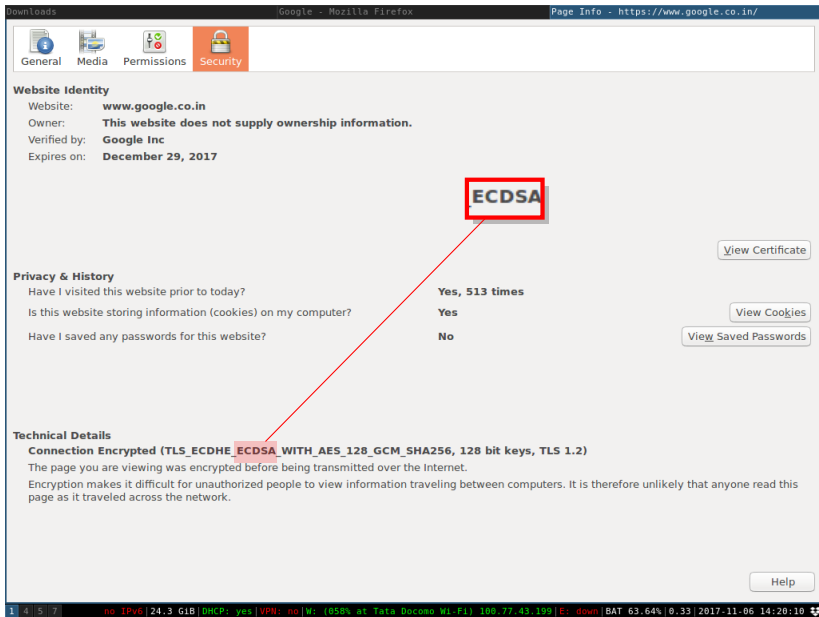 Downloads
Google - Mozilla Firefox
Page Info - https://www.google.co.in/
General Media Permissions Security
Website Identity
Website: www.google.co.in
Owner: This website does not supply ownership information.
Verified by: Google Inc
Expires on: December 29, 2017
_ECDSA
View Certificate
Privacy & History
Have I visited this website prior to today? Yes, 513 times
Is this website storing information (cookies) on my computer? Yes View Cookies
Have I saved any passwords for this website? No View Saved Passwords
Technical Details
Connection Encrypted (TLS_ECDHE_ECDSA_WITH_AES_128_GCM_SHA256, 128 bit keys, TLS 1.2)
The page you are viewing was encrypted before being transmitted over the Internet.
Encryption makes it difficult for unauthorized people to view information traveling between computers. It is therefore unlikely that anyone read this
page as it traveled across the network.
Help
1 4 5 7 no IPv6|24.3 GiB|DHCP: yes|VPN: no|W: (058% at Tata Docomo Wi-Fi) 100.77.43.199|E: down|BAT 63.64%|0.33|2017-11-06 14:20:10